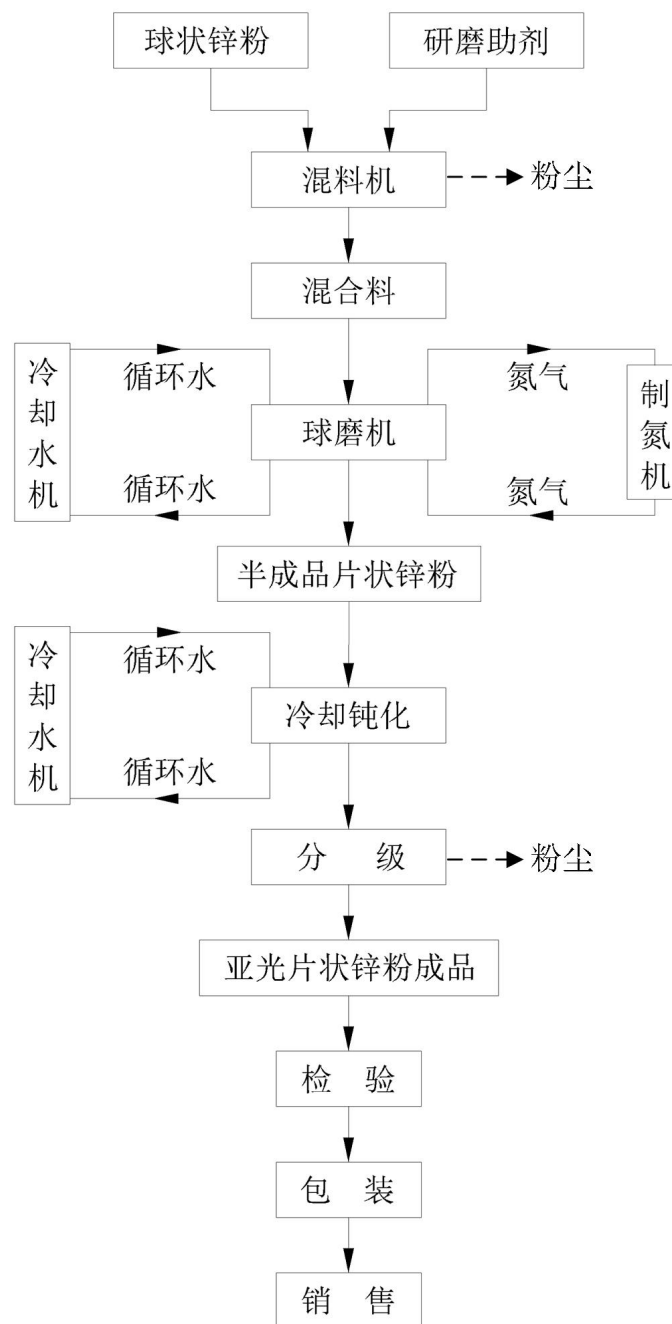 球状锌粉
研磨助剂
混料机
粉尘
混合料
冷却水机
循环水
循环水
球磨机
氮气
氮气
制氮机
半成品片状锌粉
冷却水机
循环水
循环水
冷却钝化
分 级
粉尘
亚光片状锌粉成品
检 验
包 装
销 售